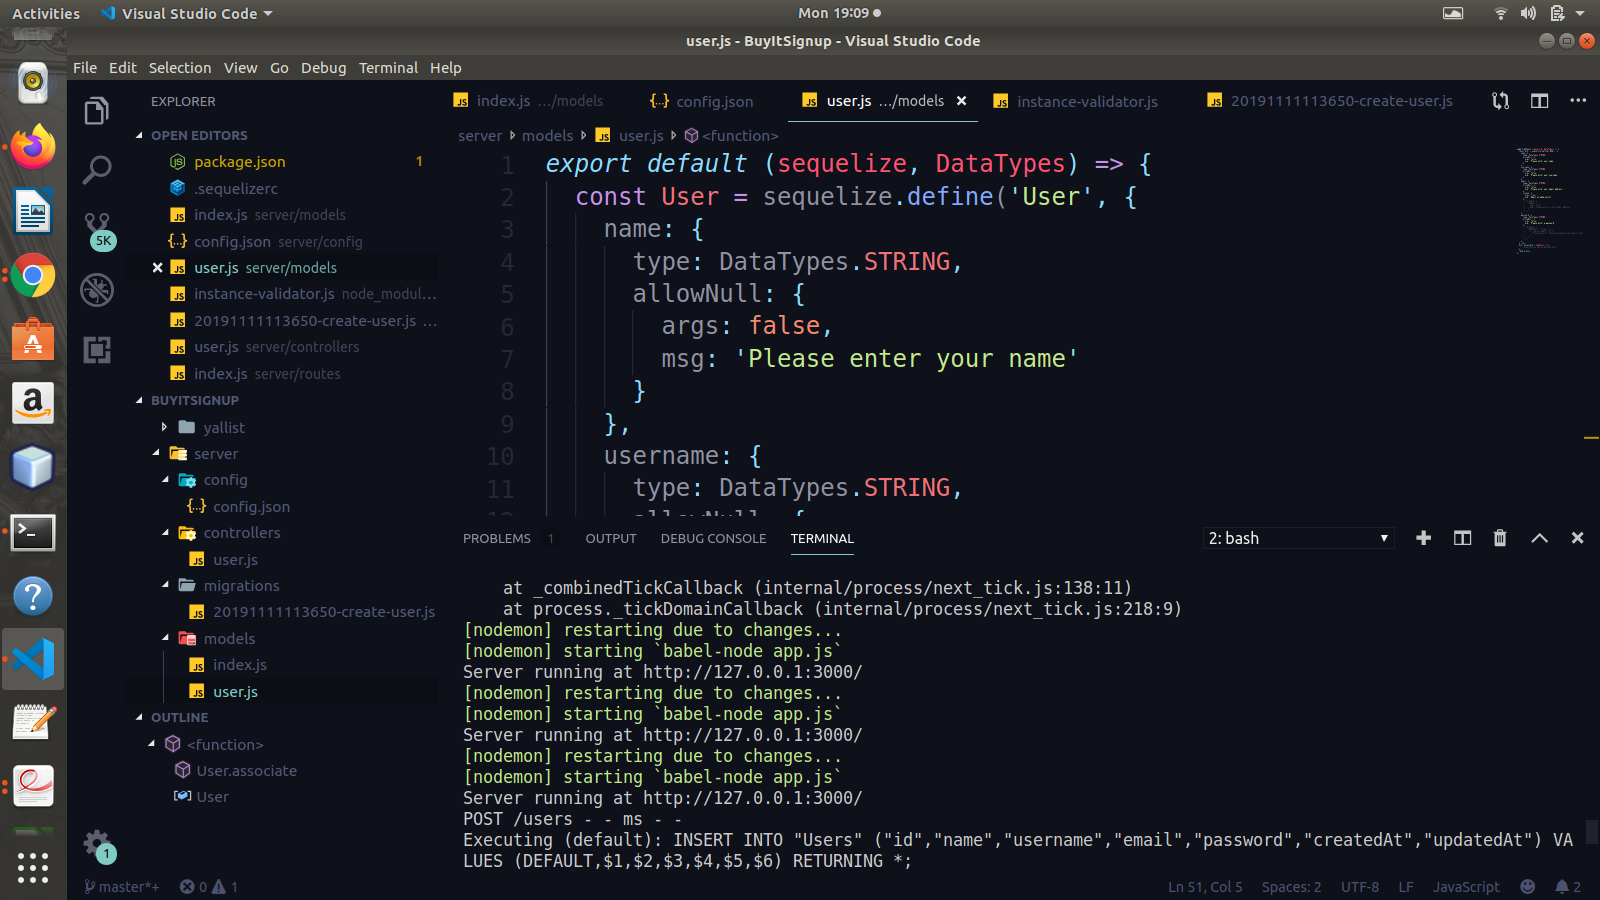 Activities
Visual Studio Code
Mon 19:09
user.js - BuyItSignup - Visual Studio Code
File Edit Selection View Go Debug Terminal Help
EXPLORER
OPEN EDITORS
package.json 1
.sequelizerc
index.js server/models
config.json server/config
user.js server/models
instance-validator.js node_modul...
20191111113650-create-user.js ...
user.js server/controllers
index.js server/routes
BUYITSIGNUP
yallist
server
config
config.json
controllers
user.js
migrations
20191111113650-create-user.js
models
index.js
user.js
OUTLINE
<function>
User.associate
User
5K
1
index.js .../models
config.json
user.js .../models
instance-validator.js
20191111113650-create-user.js
server models user.js <function>
1 export default (sequelize, DataTypes) => {
2 const User = sequelize.define('User', {
3 name: {
4 type: DataTypes.STRING,
5 allowNull: {
6 args: false,
7 msg: 'Please enter your name'
8 }
9 },
10 username: {
11 type: DataTypes.STRING,
12 allowNull: {
PROBLEMS 1 OUTPUT DEBUG CONSOLE TERMINAL
2: bash
at _combinedTickCallback (internal/process/next_tick.js:138:11)
at process._tickDomainCallback (internal/process/next_tick.js:218:9)
[nodemon] restarting due to changes...
[nodemon] starting `babel-node app.js`
Server running at http://127.0.0.1:3000/
[nodemon] restarting due to changes...
[nodemon] starting `babel-node app.js`
Server running at http://127.0.0.1:3000/
[nodemon] restarting due to changes...
[nodemon] starting `babel-node app.js`
Server running at http://127.0.0.1:3000/
POST /users - - ms - -
Executing (default): INSERT INTO "Users" ("id","name","username","email","password","createdAt","updatedAt") VA
LUES (DEFAULT,$1,$2,$3,$4,$5,$6) RETURNING *;
master*+ 0 1
Ln 51, Col 5 Spaces: 2 UTF-8 LF JavaScript 2